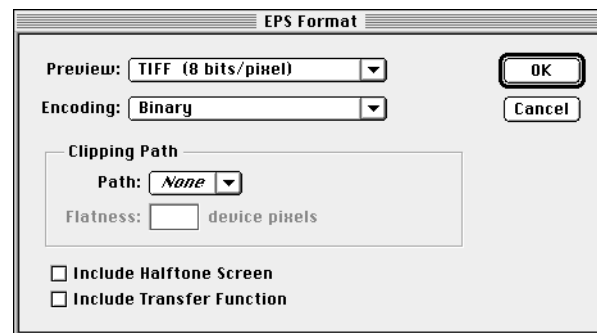 EPS Format
Preview: TIFF (8 bits/pixel)
OK
Encoding: Binary
Cancel
Clipping Path
Path: None
Flatness: device pixels
Include Halftone Screen
Include Transfer Function